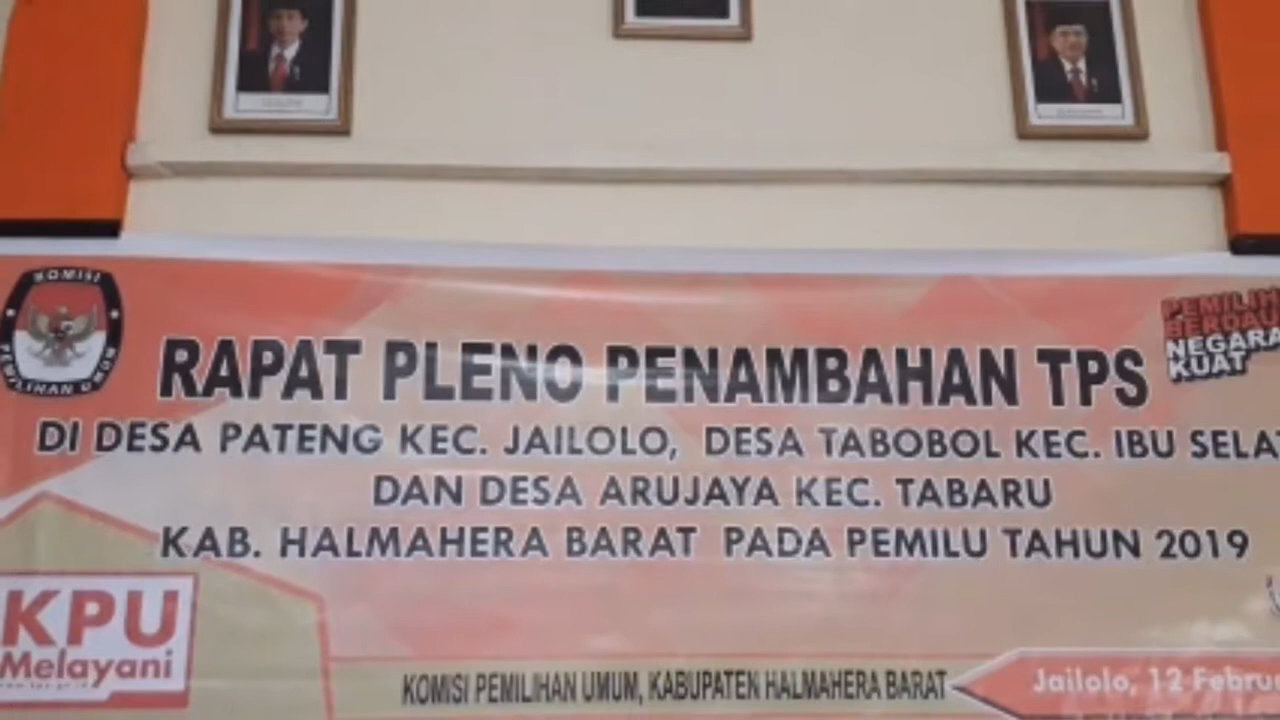 KOMISI
PEMILIHAN UMUM
PEMILIH
BERDAU
NEGARA
KUAT
RAPAT PLENO PENAMBAHAN TPS
DI DESA PATENG KEC. JAILOLO, DESA TABOBOL KEC. IBU SELAT
DAN DESA ARUJAYA KEC. TABARU
KAB. HALMAHERA BARAT PADA PEMILU TAHUN 2019
KPU
Melayani
KOMISI PEMILIHAN UMUM, KABUPATEN HALMAHERA BARAT
Jailolo, 12 Februa